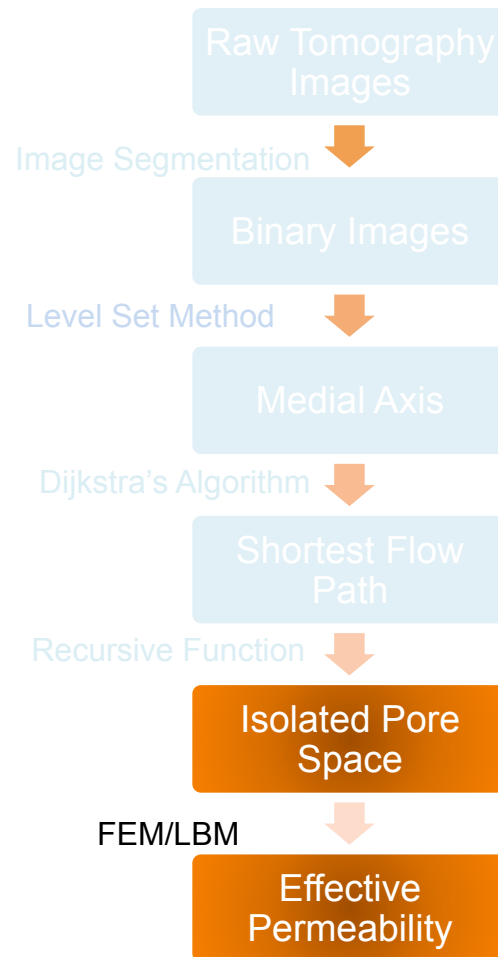 Raw Tomography
Images
Image Segmentation
Binary Images
Level Set Method
Medial Axis
Dijkstra’s Algorithm
Shortest Flow
Path
Recursive Function
Isolated Pore
Space
FEM/LBM
Effective
Permeability